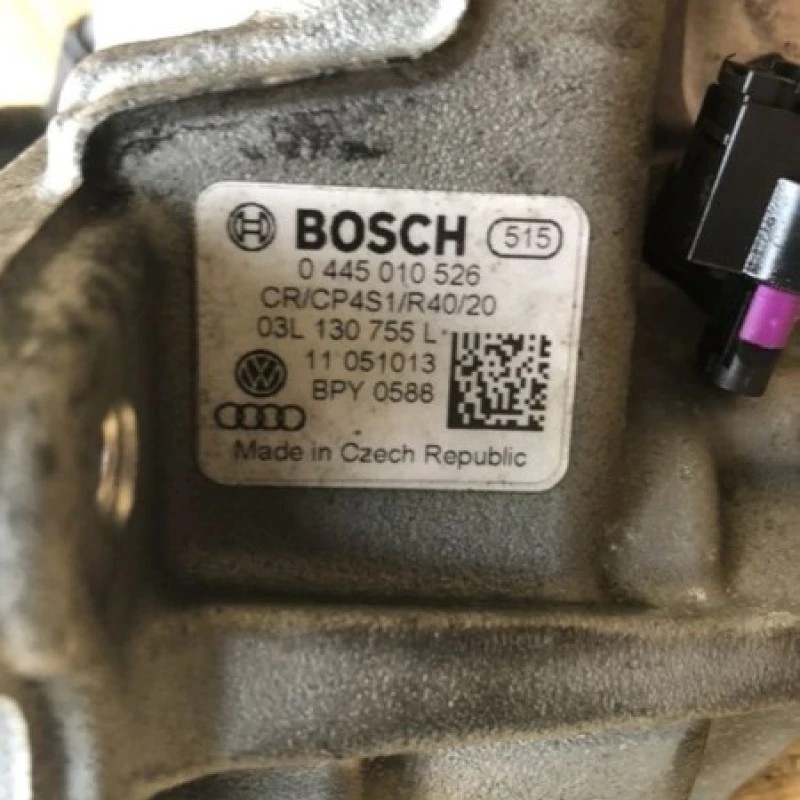 BOSCH 515
0 445 010 526
CR/CP4S1/R40/20
03L 130 755 L
11 051013
BPY 0586
Made in Czech Republic